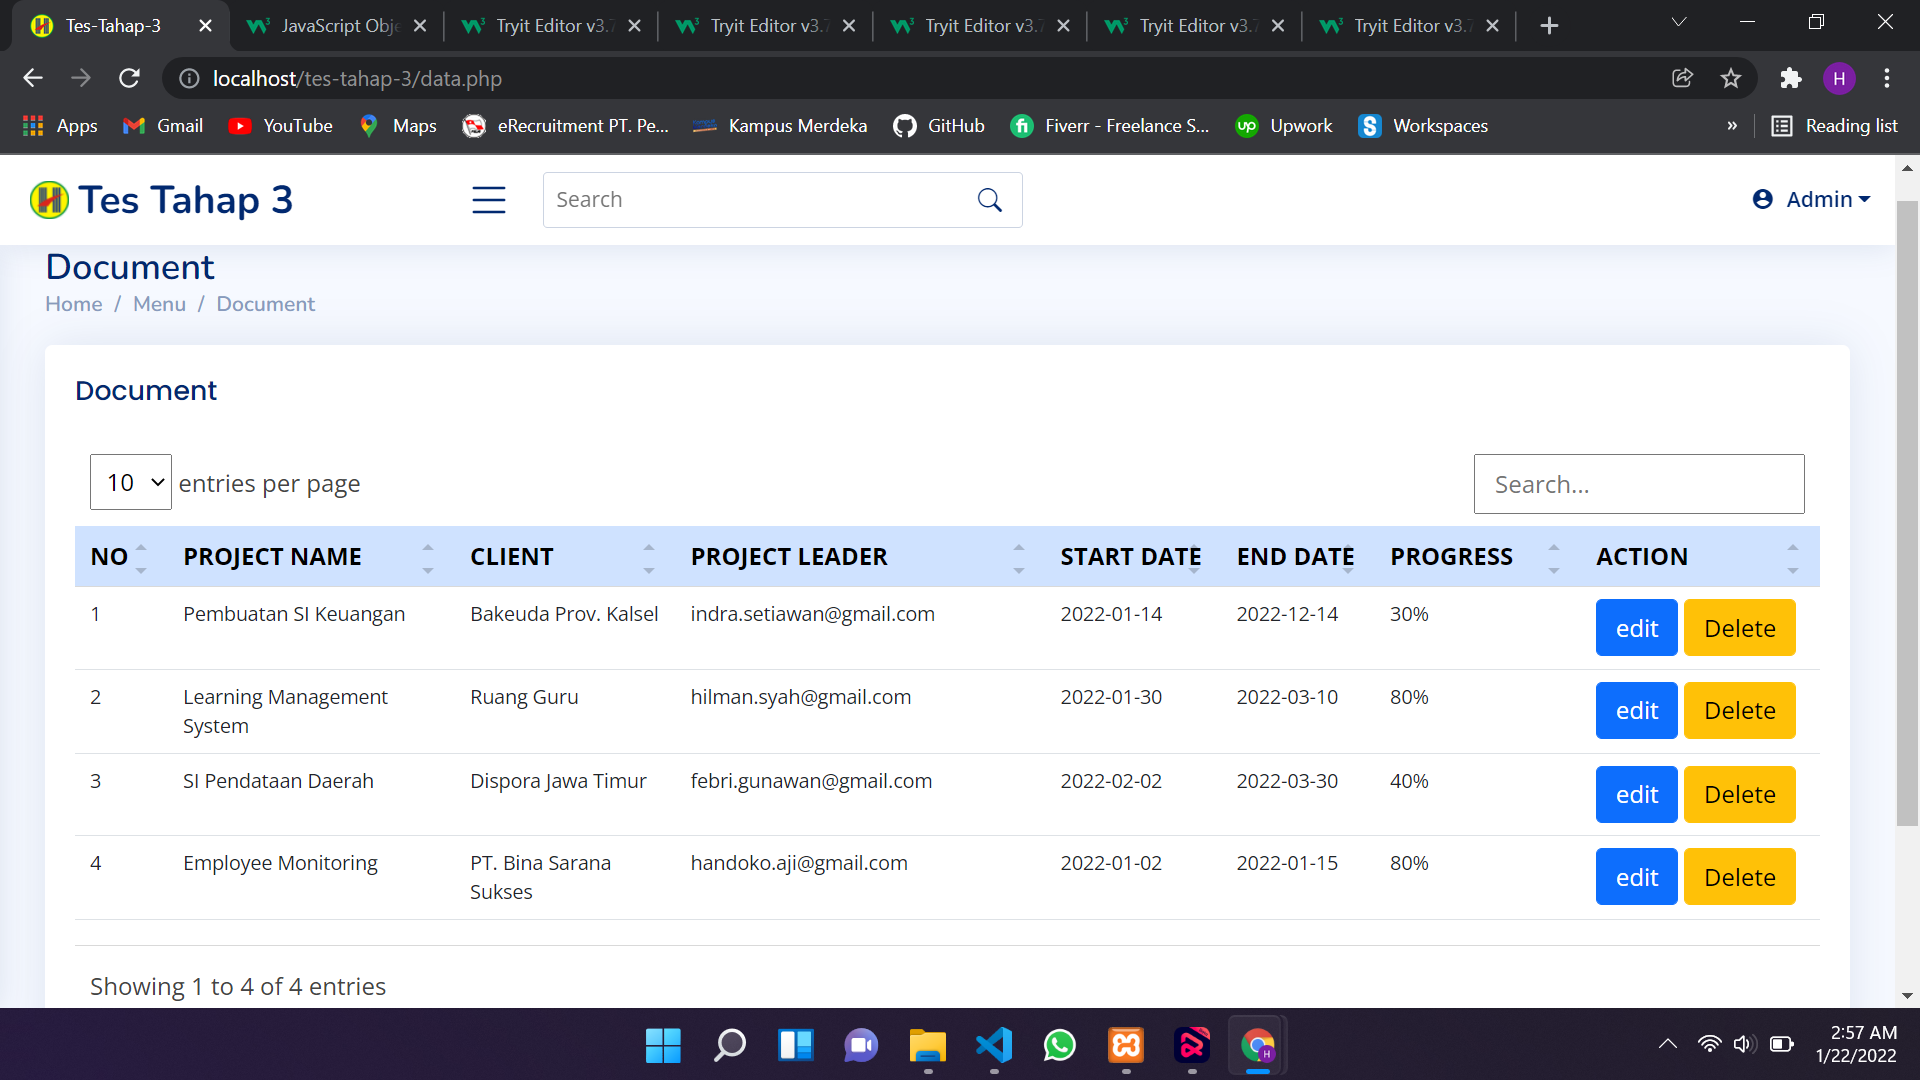 Tes-Tahap-3
JavaScript Obje
Tryit Editor v3.7
Tryit Editor v3.7
Tryit Editor v3.7
Tryit Editor v3.7
Tryit Editor v3.7
localhost/tes-tahap-3/data.php
H
Apps
Gmail
YouTube
Maps
eRecruitment PT. Pe...
Kampus Merdeka
GitHub
Fiverr - Freelance S...
Upwork
Workspaces
»
Reading list
Tes Tahap 3
Search
Admin
Document
Home / Menu / Document
Document
10 entries per page
Search...
NO PROJECT NAME CLIENT PROJECT LEADER START DATE END DATE PROGRESS ACTION
1 Pembuatan SI Keuangan Bakeuda Prov. Kalsel indra.setiawan@gmail.com 2022-01-14 2022-12-14 30% edit Delete
2 Learning Management Ruang Guru hilman.syah@gmail.com 2022-01-30 2022-03-10 80% edit Delete
System
3 SI Pendataan Daerah Dispora Jawa Timur febri.gunawan@gmail.com 2022-02-02 2022-03-30 40% edit Delete
4 Employee Monitoring PT. Bina Sarana handoko.aji@gmail.com 2022-01-02 2022-01-15 80% edit Delete
Sukses
Showing 1 to 4 of 4 entries
2:57 AM
1/22/2022